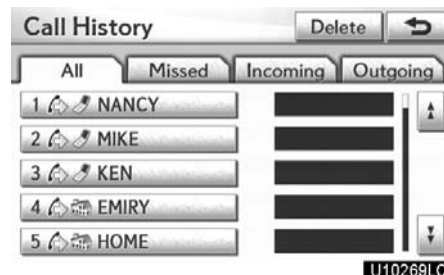 Call History Delete
All Missed Incoming Outgoing
1 NANCY
2 MIKE
3 KEN
4 EMIRY
5 HOME
U10269LC